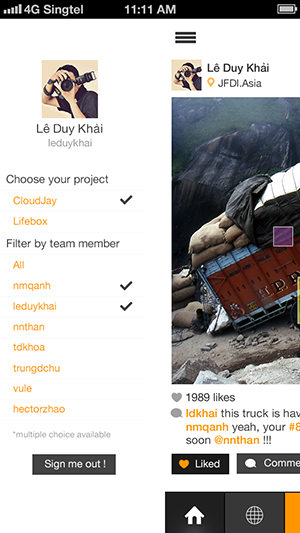 4G Singtel 11:11 AM
Lê Duy Khải
leduykhai
Choose your project
CloudJay
Lifebox
Filter by team member
All
nmqanh
leduykhai
nnthan
tdkhoa
trungdchu
vule
hectorzhao
*multiple choice available
Sign me out !
Lê Duy Khải
JFDI.Asia
1989 likes
ldkhai this truck is hav
nmqanh yeah, your #8
soon @nnthan !!!
Liked
Comme